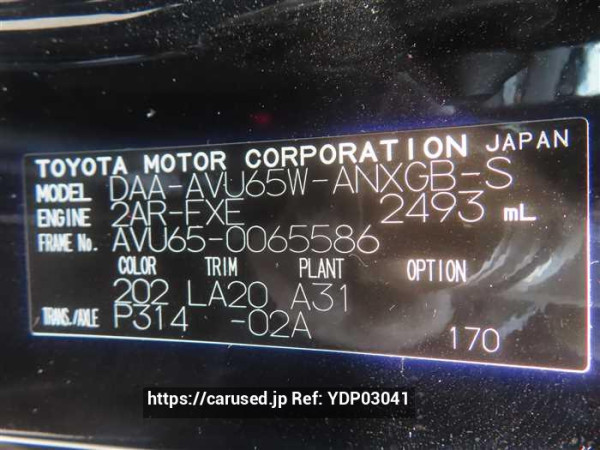 TOYOTA MOTOR CORPORATION JAPAN
MODEL DAA-AVU65W-ANXGB-S
ENGINE 2AR-FXE 2493 mL
FRAME No. AVU65-0065586
COLOR TRIM PLANT OPTION
202 LA20 A31
TRANS./AXLE P314 -02A
170
https://carused.jp Ref: YDP03041